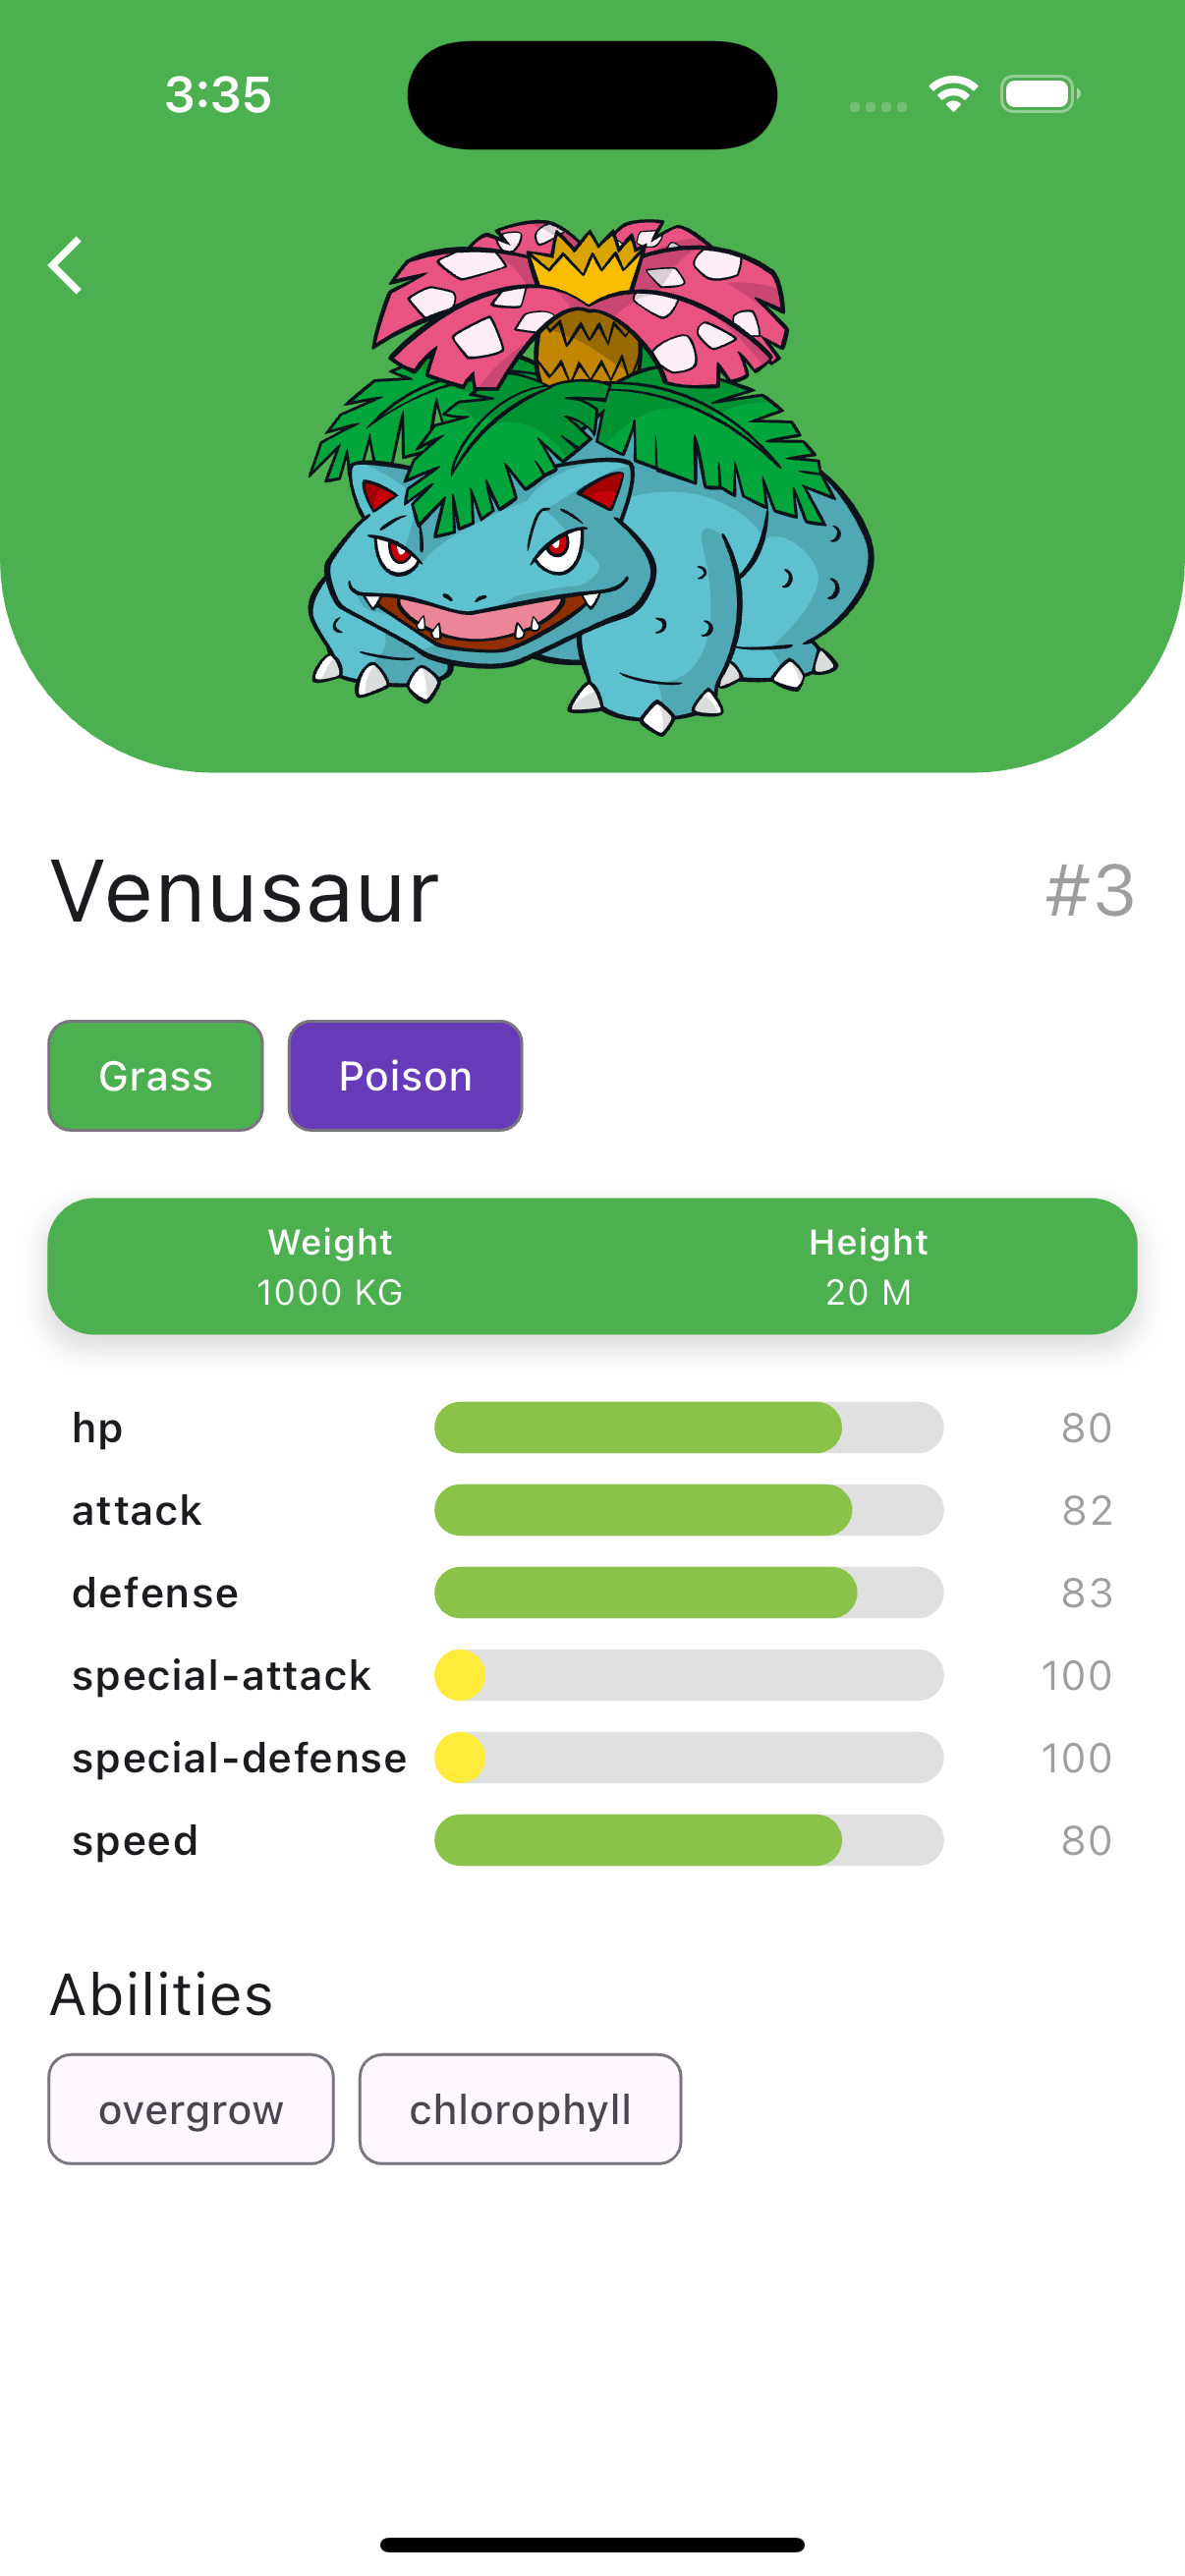 3:35
Venusaur #3
Grass Poison
Weight Height
1000 KG 20 M
hp 80
attack 82
defense 83
special-attack 100
special-defense 100
speed 80
Abilities
overgrow chlorophyll